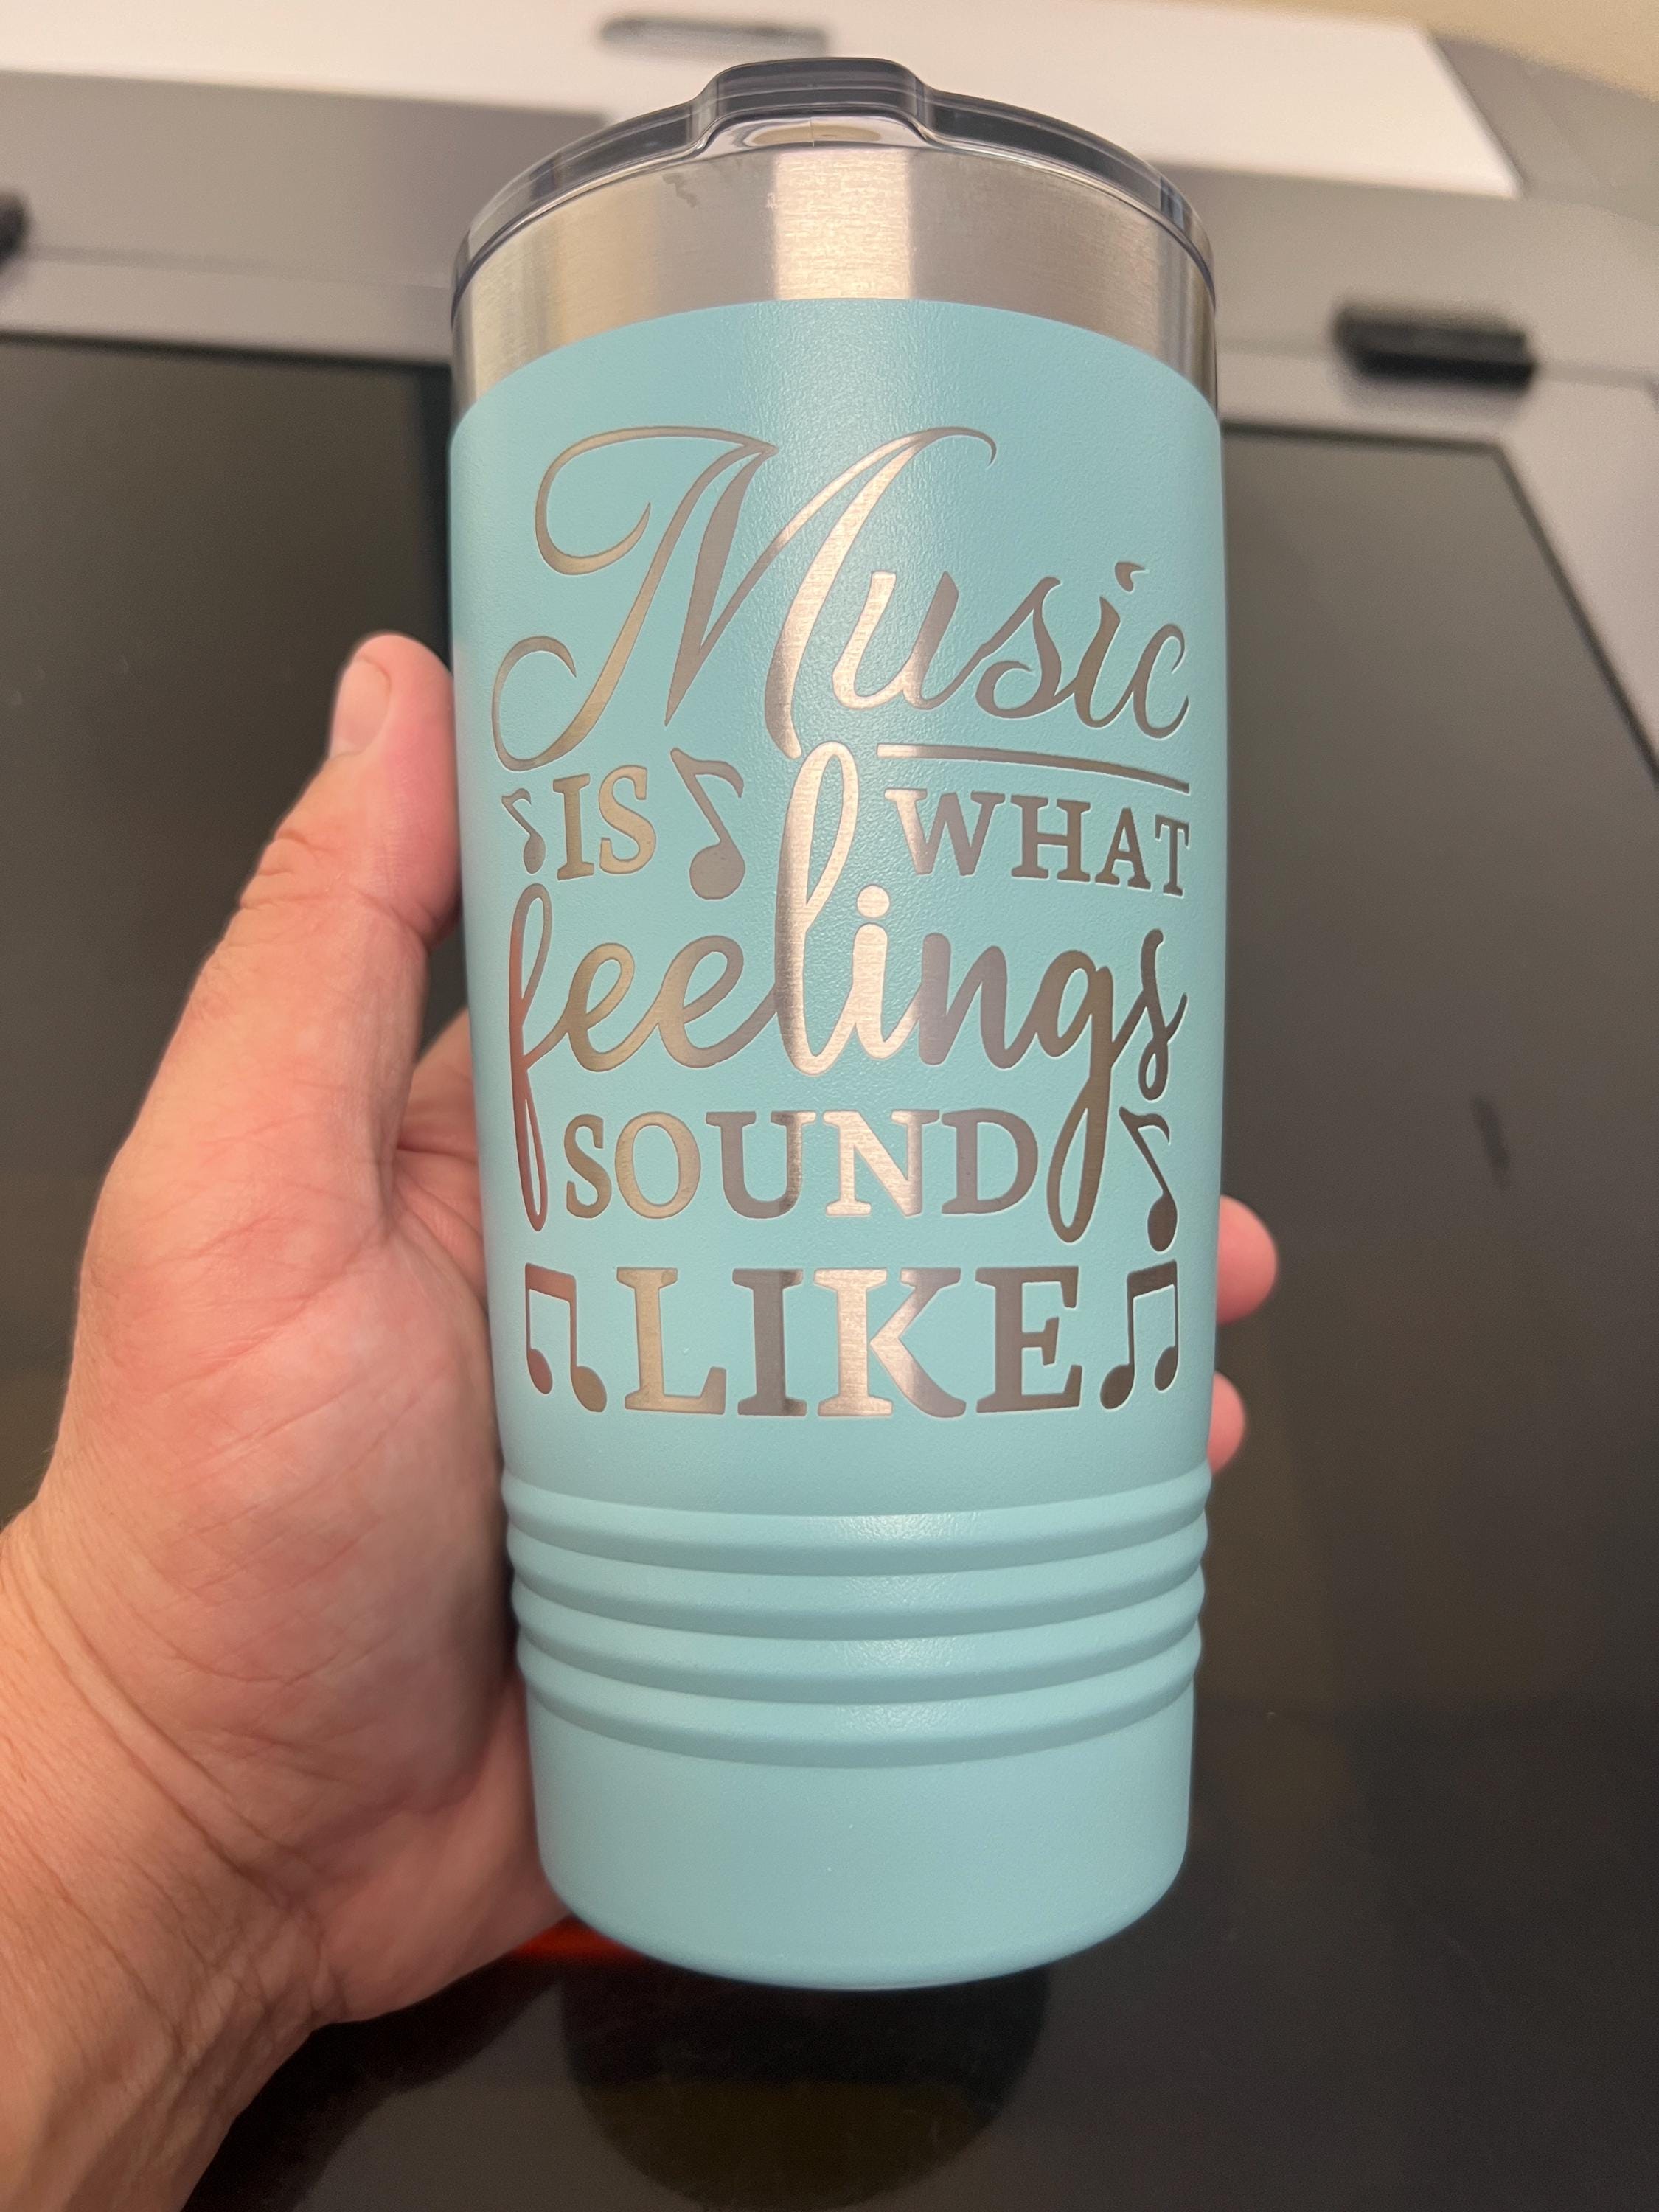 Music
IS WHAT
feelings
SOUND
LIKE